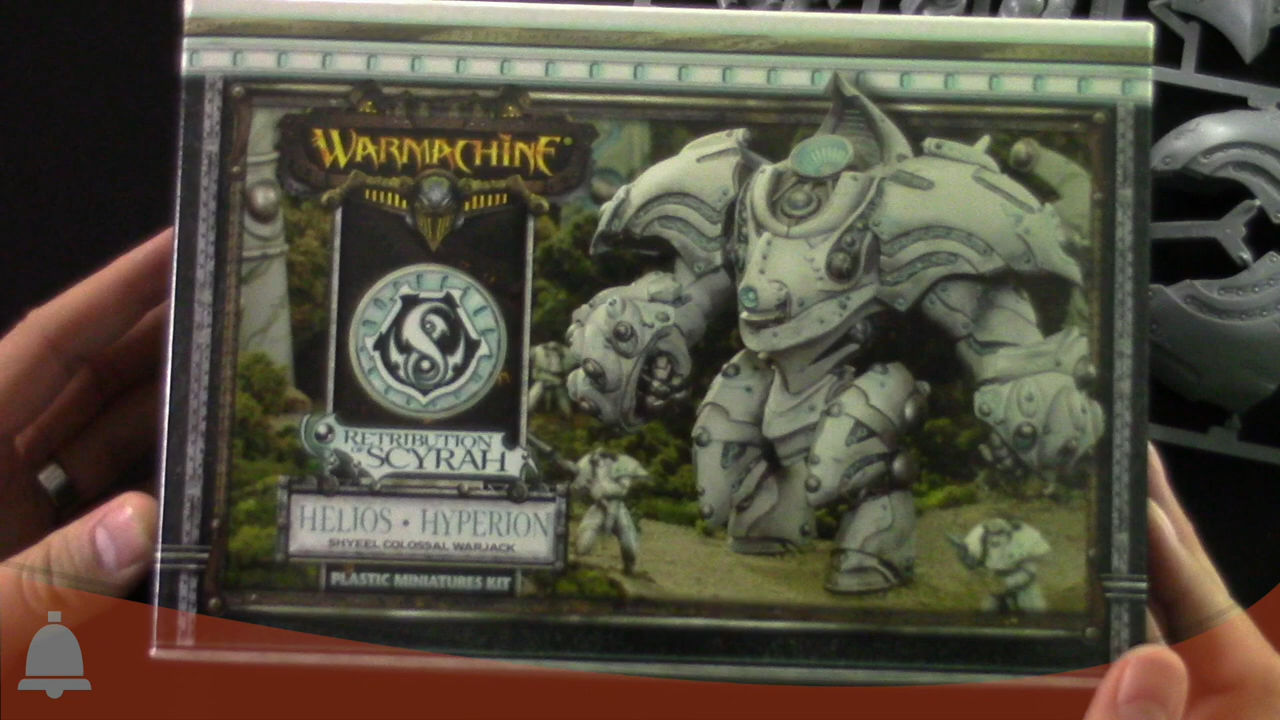 WARMACHINE®
RETRIBUTION
OF SCYRAH
HELIOS • HYPERION
SHYEEL COLOSSAL WARJACK
PLASTIC MINIATURES KIT